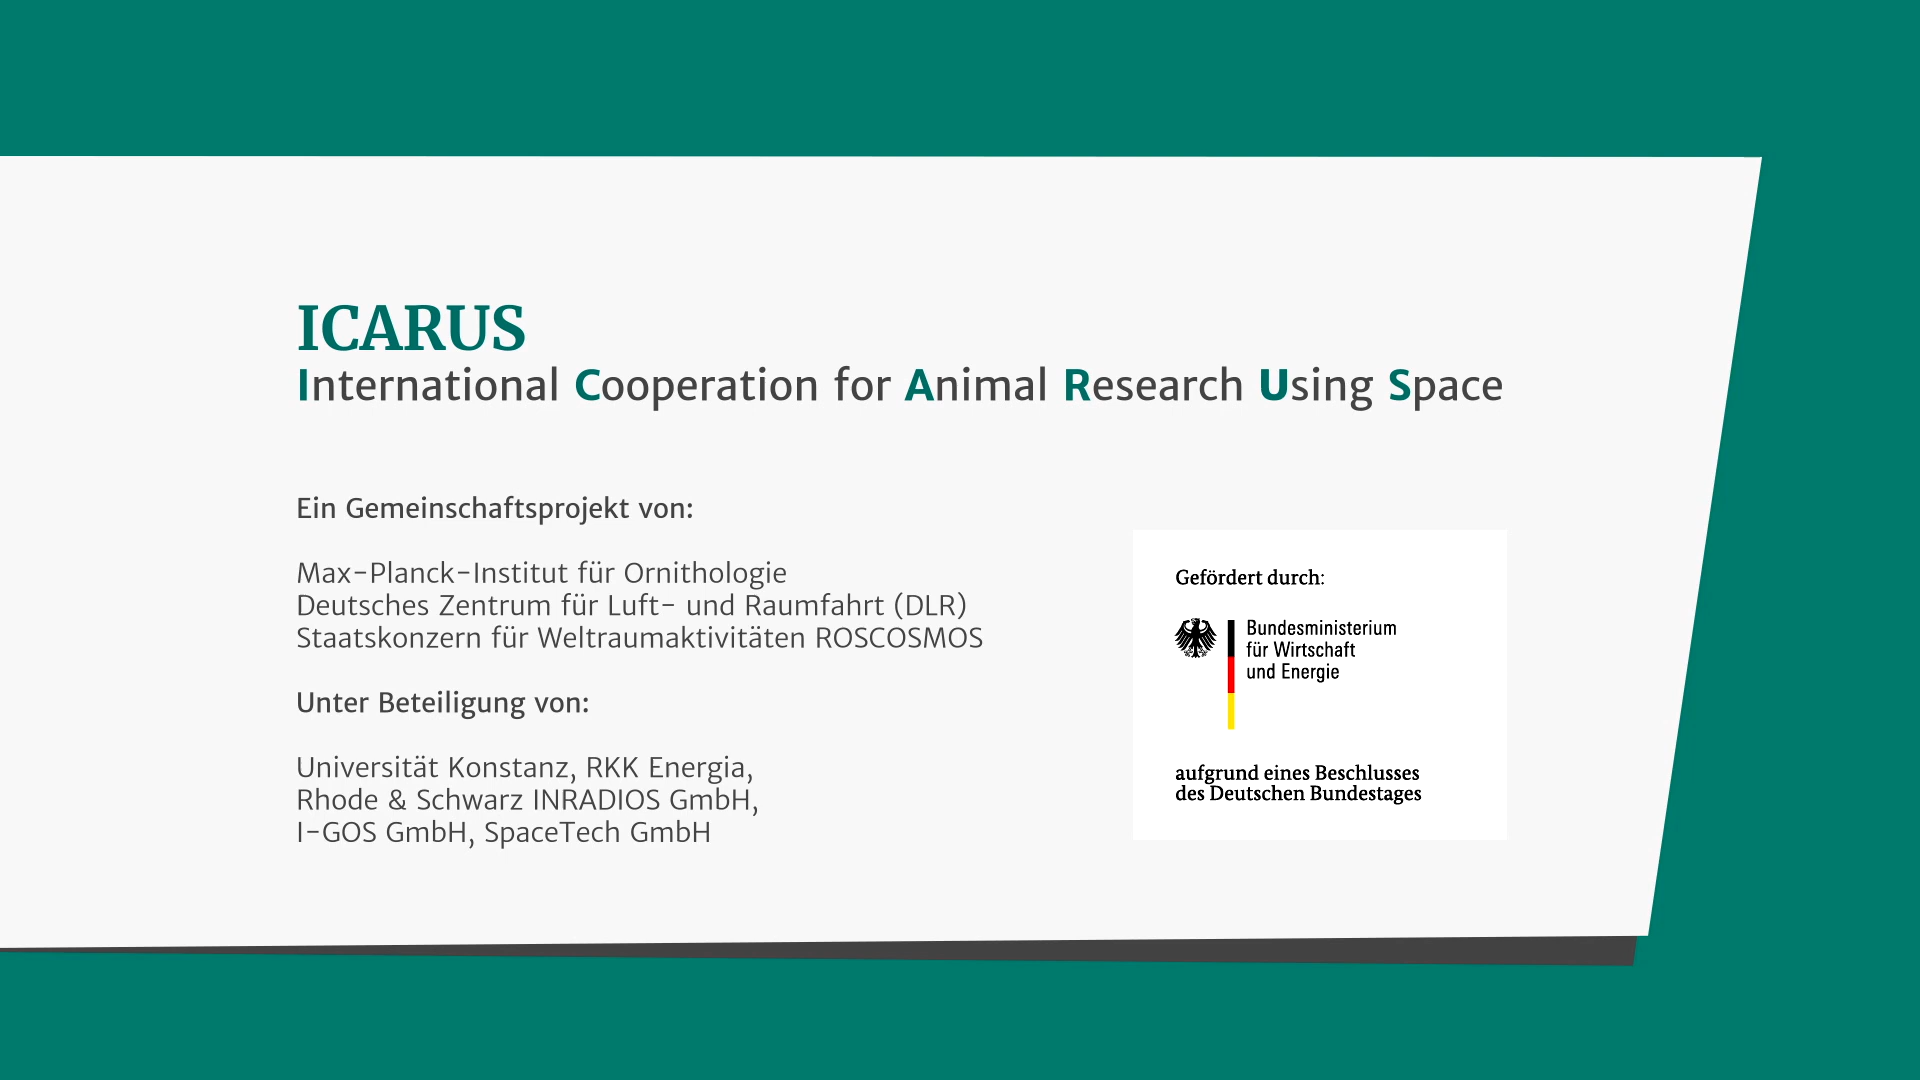 ICARUS
International Cooperation for Animal Research Using Space
Ein Gemeinschaftsprojekt von:
Max-Planck-Institut für Ornithologie
Deutsches Zentrum für Luft- und Raumfahrt (DLR)
Staatskonzern für Weltraumaktivitäten ROSCOSMOS
Unter Beteiligung von:
Universität Konstanz, RKK Energia,
Rhode & Schwarz INRADIOS GmbH,
I-GOS GmbH, SpaceTech GmbH
Gefördert durch:
Bundesministerium
für Wirtschaft
und Energie
aufgrund eines Beschlusses
des Deutschen Bundestages